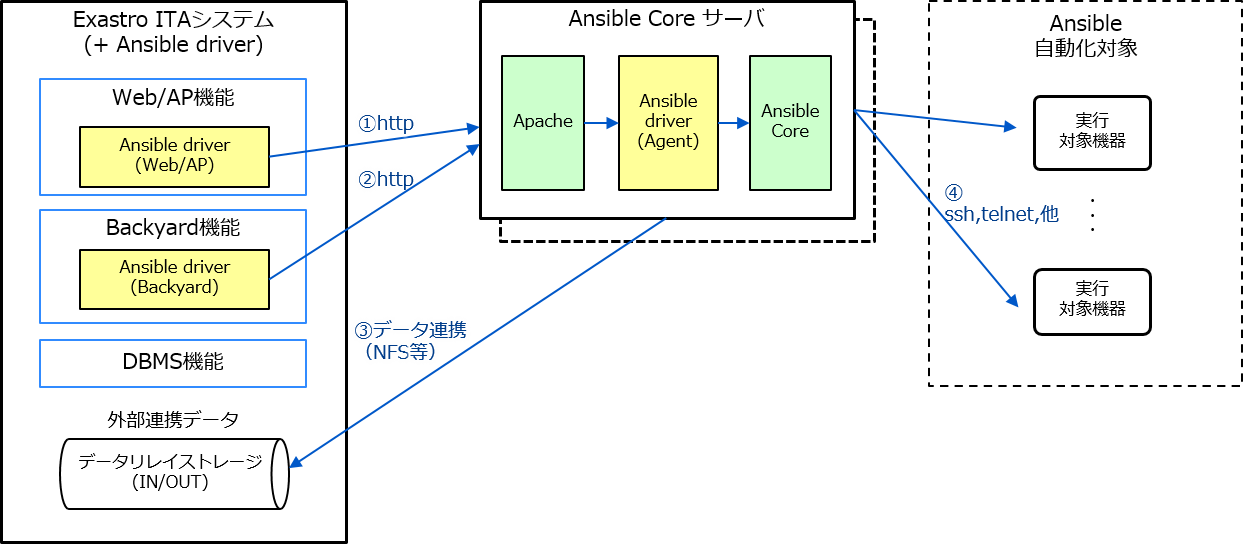 Exastro ITAシステム
(+ Ansible driver)
Web/AP機能
Ansible driver
(Web/AP)
Backyard機能
Ansible driver
(Backyard)
DBMS機能
外部連携データ
データリレイストレージ
(IN/OUT)
①http
②http
③データ連携
（NFS等）
Ansible Core サーバ
Apache
Ansible
driver
(Agent)
Ansible
Core
④
ssh,telnet,他
Ansible
自動化対象
実行
対象機器
・
・
・
実行
対象機器